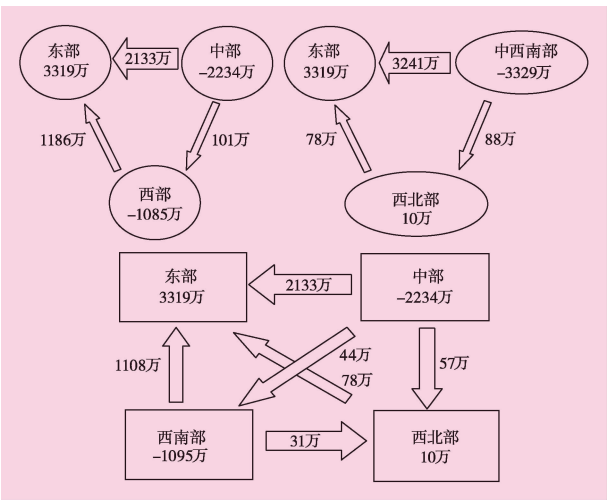 东部
3319万
2133万
中部
-2234万
1186万
101万
西部
-1085万
东部
3319万
3241万
中西南部
-3329万
78万
88万
西北部
10万
东部
3319万
2133万
中部
-2234万
1108万
44万
78万
57万
西南部
-1095万
31万
西北部
10万